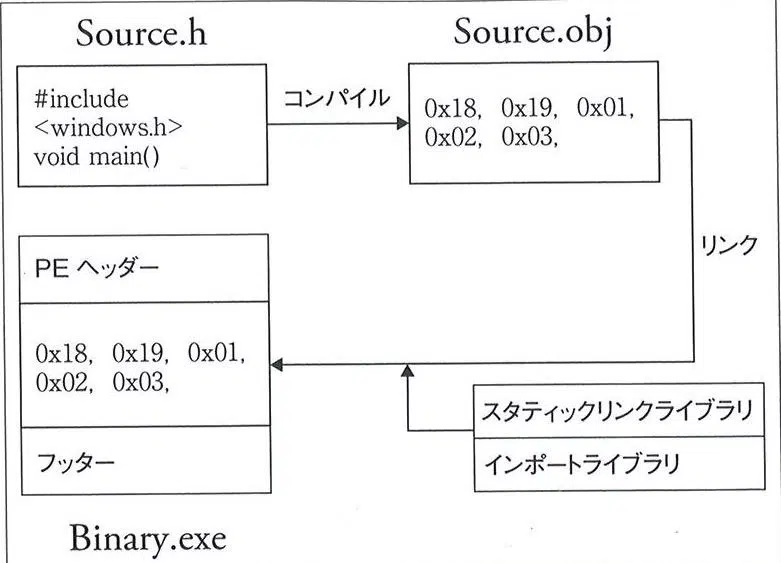 Source.h
#include
<windows.h>
void main()
コンパイル
Source.obj
0x18, 0x19, 0x01,
0x02, 0x03,
リンク
PE ヘッダー
0x18, 0x19, 0x01,
0x02, 0x03,
フッター
スタティックリンクライブラリ
インポートライブラリ
Binary.exe